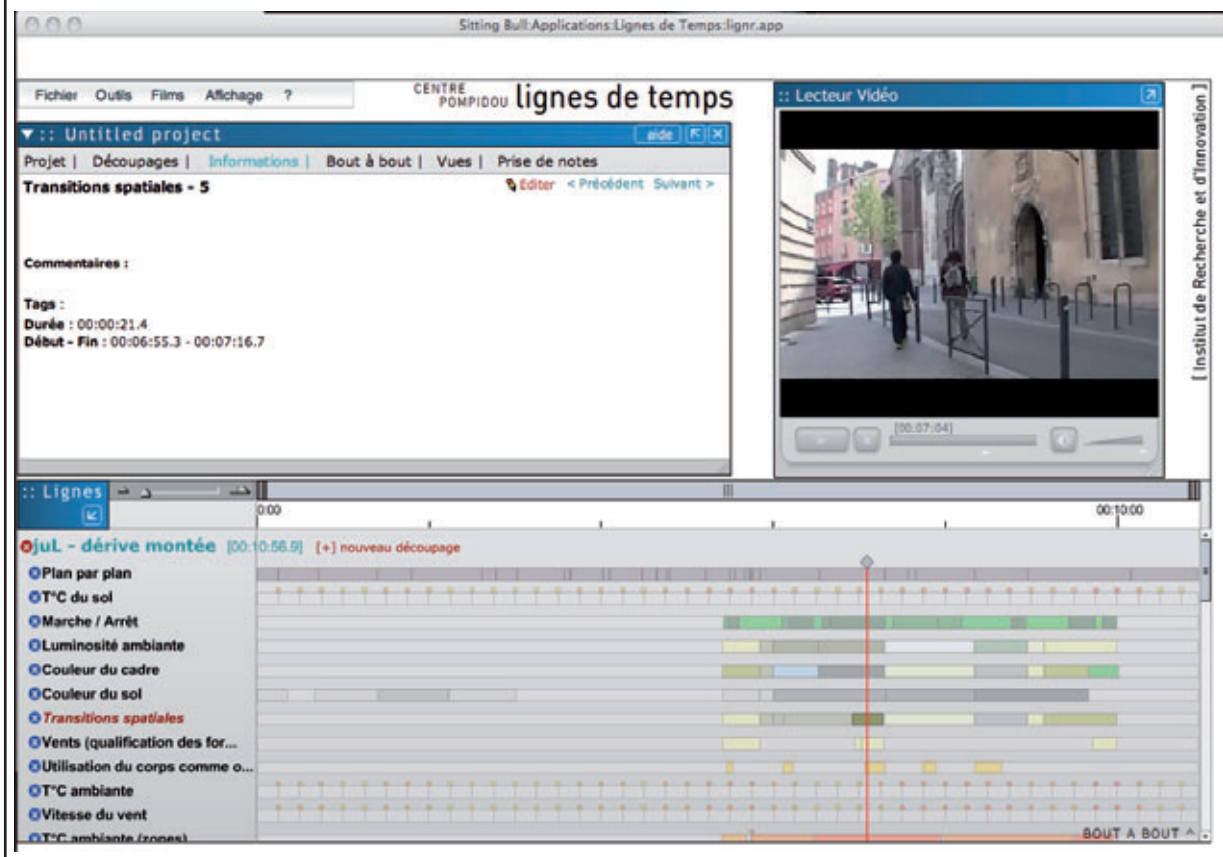 Sitting Bull:Applications:Lignes de Temps:lignr.app
Fichier Outils Films Affichage ?
CENTRE POMPIDOU lignes de temps
:: Lecteur Vidéo
[ Institut de Recherche et d'Innovation ]
:: Untitled project
aide
Projet | Découpages | Informations | Bout à bout | Vues | Prise de notes
Transitions spatiales - 5
Editer < Précédent Suivant >
Commentaires :
Tags :
Durée : 00:00:21.4
Début - Fin : 00:06:55.3 - 00:07:16.7
[00:07:04]
:: Lignes
0:00 00:10:00
juL - dérive montée [00:10:56.9] [+] nouveau découpage
Plan par plan
T°C du sol
Marche / Arrêt
Luminosité ambiante
Couleur du cadre
Couleur du sol
Transitions spatiales
Vents (qualification des for...
Utilisation du corps comme o...
T°C ambiante
Vitesse du vent
T°C ambiante (zones)
BOUT A BOUT ^